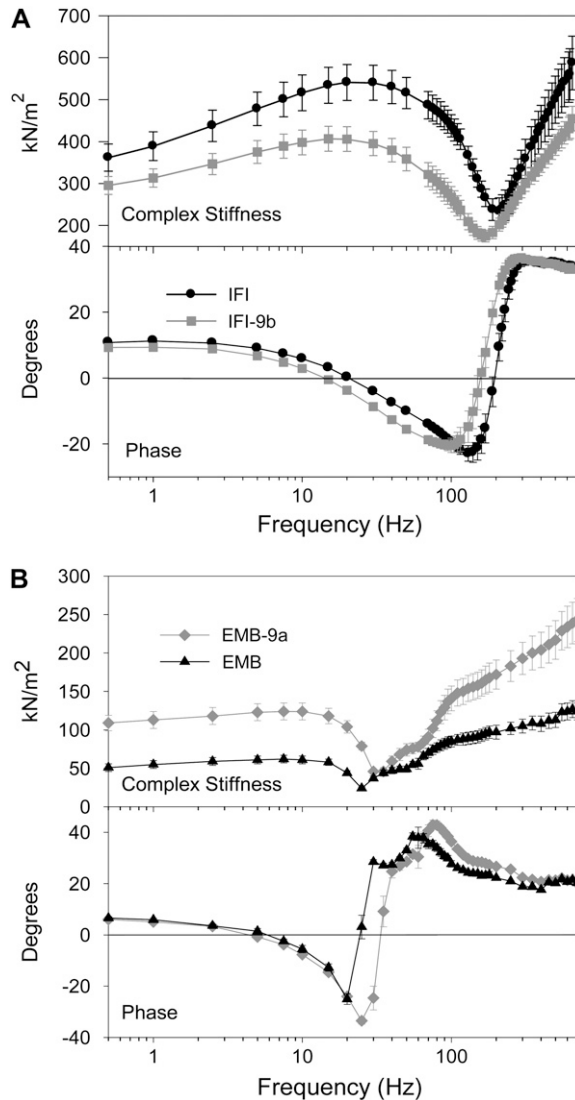 A
700
600
500
400
300
200
kN/m²
Complex Stiffness
40
20
0
-20
Degrees
IFI
IFI-9b
Phase
1 10 100
Frequency (Hz)
B
300
250
200
150
100
50
0
kN/m²
EMB-9a
EMB
Complex Stiffness
40
20
0
-20
-40
Degrees
Phase
1 10 100
Frequency (Hz)